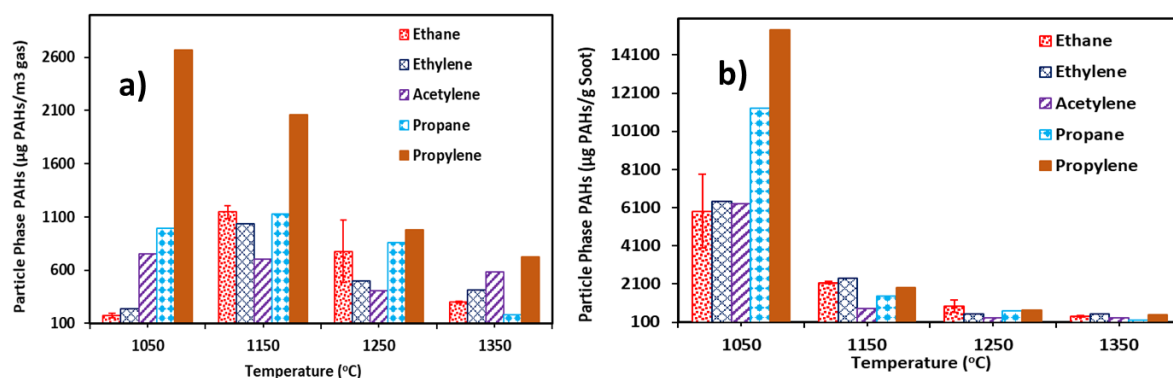 Particle Phase PAHs/ (µg PAHs/m3 gas)
2600
2100
1600
1100
600
100
a)
Ethane
Ethylene
Acetylene
Propane
Propylene
1050 1150 1250 1350
Temperature (°C)
Particle Phase PAHs (µg PAHs/g Soot)
14100
12100
10100
8100
6100
4100
2100
100
b)
Ethane
Ethylene
Acetylene
Propane
Propylene
1050 1150 1250 1350
Temperature (°C)